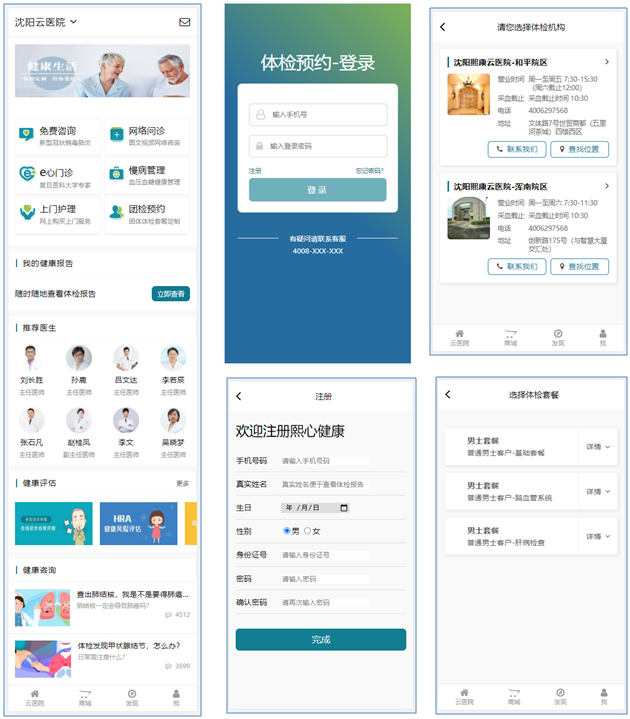 沈阳云医院
健康生活
免费咨询
新型冠状病毒肺炎
网络问诊
图文视频网络咨询
e心门诊
复旦医科大学专家
慢病管理
血压血糖健康管理
上门护理
网上购买上门服务
团检预约
团体体检套餐定制
我的健康报告
随时随地查看体检报告
立即查看
推荐医生
刘长胜
主任医师
孙鹿
主任医师
吕文达
主任医师
李若辰
主任医师
张石凡
主任医师
赵桂凤
副主任医师
李文
主任医师
吴晓梦
主任医师
健康评估
更多
HRA
健康风险评估
健康咨询
查出肺结核，我是不是要得肺癌...
肺结核一定会导致肺癌吗？
4512
体检发现甲状腺结节，怎么办？
日常需注意什么？
3699
云医院
商城
发现
我
体检预约-登录
输入手机号
输入登录密码
注册
忘记密码？
登 录
有疑问请联系客服
4008-XXX-XXX
请您选择体检机构
沈阳熙康云医院-和平院区
营业时间 周一至周五 7:30-15:30
（周六截止12:00）
采血截止 采血截止时间 10:30
电话 4006297568
地址 文体路7号世贸商都（五里
河茶城）四楼西区
联系我们
查找位置
沈阳熙康云医院-浑南院区
营业时间 周一至周六 7:30-11:30
采血截止 采血截止时间 10:30
电话 4006297568
地址 创新路175号（与智慧大厦
交汇处）
联系我们
查找位置
云医院
商城
发现
我
注册
欢迎注册熙心健康
手机号码 请输入手机号码
真实姓名 真实姓名便于查看体检报告
生日 年 /月/日
性别 男 女
身份证号 请输入身份证号
密码 请输入密码
确认密码 请再次输入密码
完成
选择体检套餐
男士套餐
普通男士客户-基础套餐
详情
男士套餐
普通男士客户-脑血管系统
详情
男士套餐
普通男士客户-肝病检查
详情
云医院
商城
发现
我